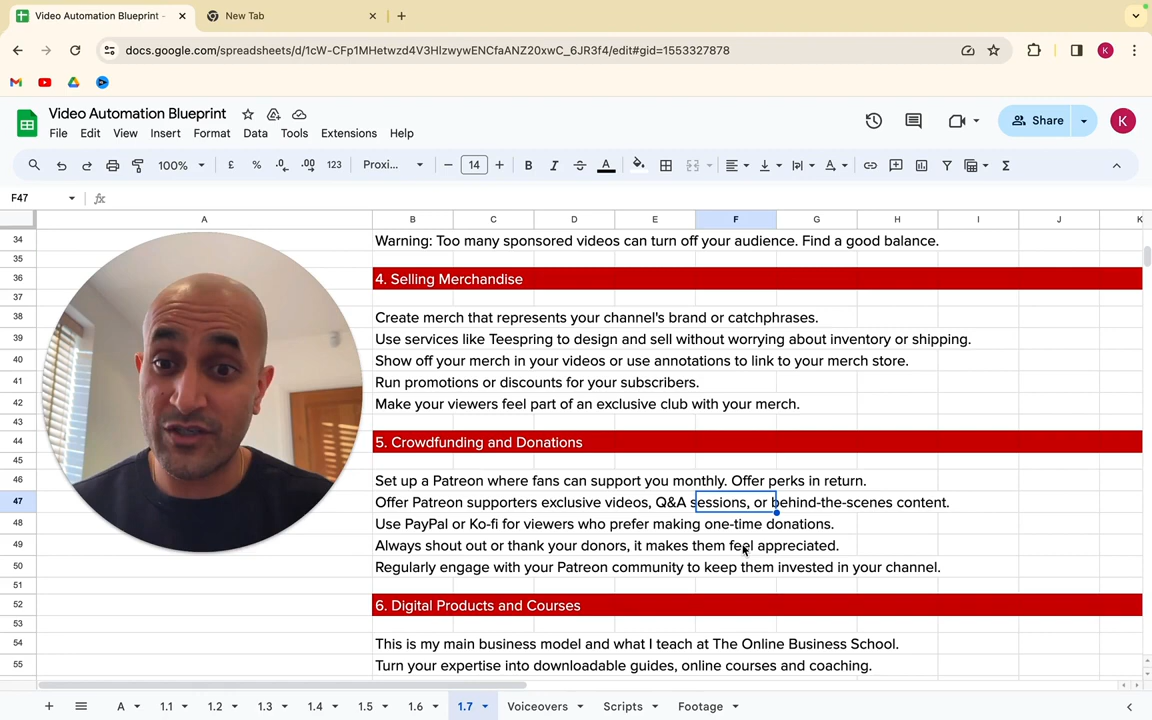 Video Automation Blueprint -
New Tab
docs.google.com/spreadsheets/d/1cW-CFp1MHetwzd4V3HIzwywENCfaANZ20xwC_6JR3f4/edit#gid=1553327878
K
Video Automation Blueprint
File Edit View Insert Format Data Tools Extensions Help
Share
K
100% £ % .0 .00 123 Proxi... 14 B I A
F47
A B C D E F G H I J K
34 Warning: Too many sponsored videos can turn off your audience. Find a good balance.
35
36 4. Selling Merchandise
37
38 Create merch that represents your channel's brand or catchphrases.
39 Use services like Teespring to design and sell without worrying about inventory or shipping.
40 Show off your merch in your videos or use annotations to link to your merch store.
41 Run promotions or discounts for your subscribers.
42 Make your viewers feel part of an exclusive club with your merch.
43
44 5. Crowdfunding and Donations
45
46 Set up a Patreon where fans can support you monthly. Offer perks in return.
47 Offer Patreon supporters exclusive videos, Q&A sessions, or behind-the-scenes content.
48 Use PayPal or Ko-fi for viewers who prefer making one-time donations.
49 Always shout out or thank your donors, it makes them feel appreciated.
50 Regularly engage with your Patreon community to keep them invested in your channel.
51
52 6. Digital Products and Courses
53
54 This is my main business model and what I teach at The Online Business School.
55 Turn your expertise into downloadable guides, online courses and coaching.
A 1.1 1.2 1.3 1.4 1.5 1.6 1.7 Voiceovers Scripts Footage